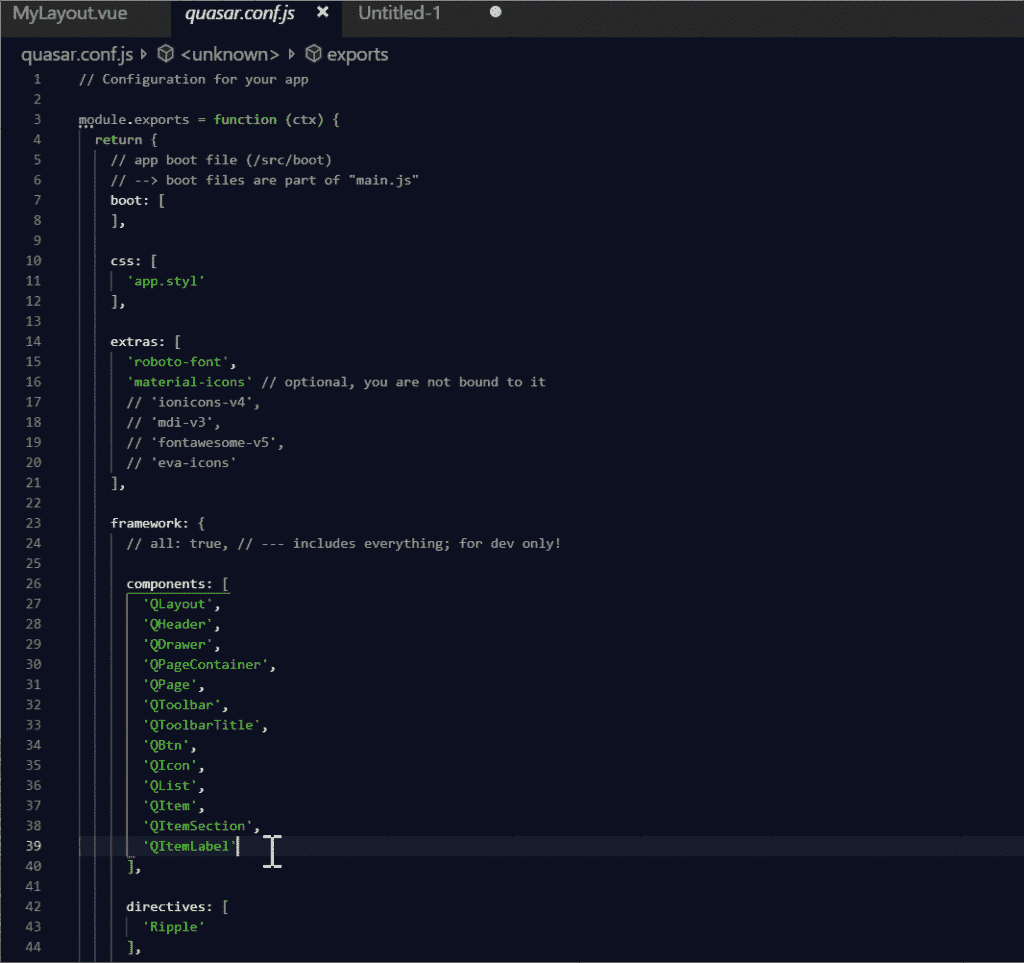 MyLayout.vue quasar.conf.js × Untitled-1 ●
quasar.conf.js <unknown> exports
1 // Configuration for your app
2
3 module.exports = function (ctx) {
4 return {
5 // app boot file (/src/boot)
6 // --> boot files are part of "main.js"
7 boot: [
8 ],
9
10 css: [
11 'app.styl'
12 ],
13
14 extras: [
15 'roboto-font',
16 'material-icons' // optional, you are not bound to it
17 // 'ionicons-v4',
18 // 'mdi-v3',
19 // 'fontawesome-v5',
20 // 'eva-icons'
21 ],
22
23 framework: {
24 // all: true, // --- includes everything; for dev only!
25
26 components: [
27 'QLayout',
28 'QHeader',
29 'QDrawer',
30 'QPageContainer',
31 'QPage',
32 'QToolbar',
33 'QToolbarTitle',
34 'QBtn',
35 'QIcon',
36 'QList',
37 'QItem',
38 'QItemSection',
39 'QItemLabel'
40 ],
41
42 directives: [
43 'Ripple'
44 ],